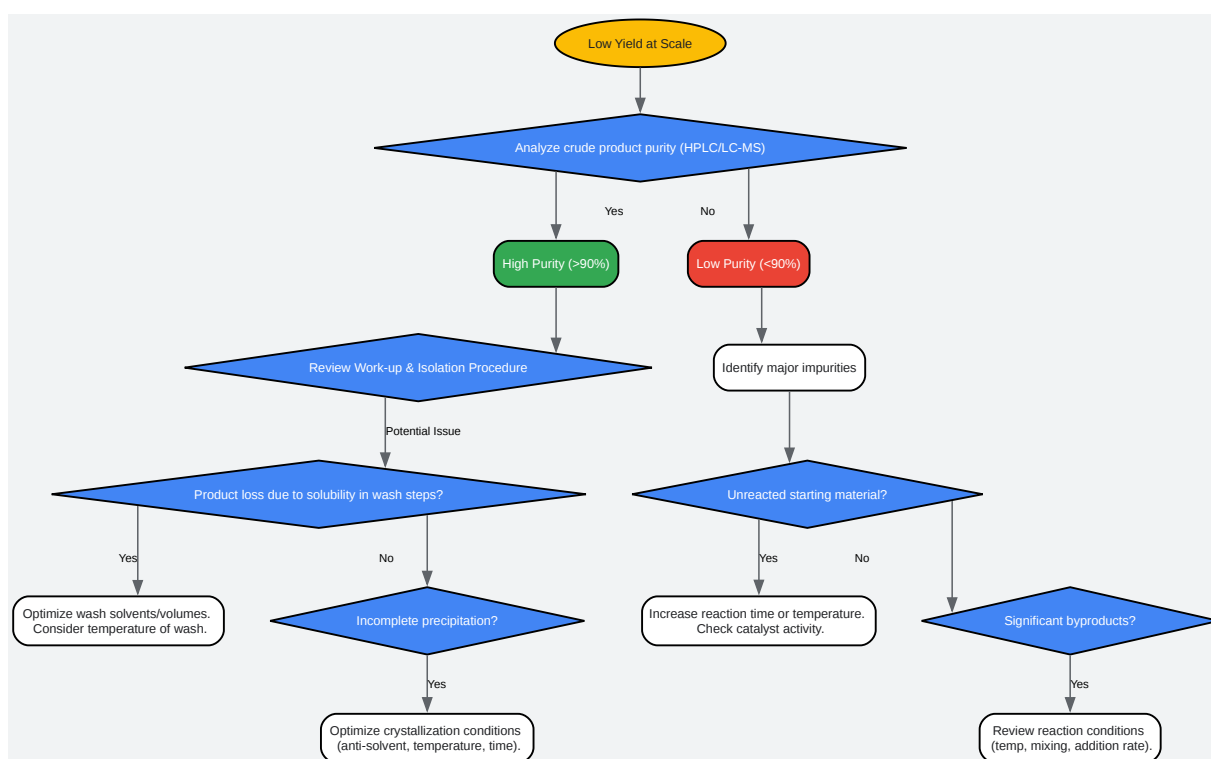 Low Yield at Scale
Analyze crude product purity (HPLC/LC-MS)
Yes
No
High Purity (>90%)
Low Purity (<90%)
Review Work-up & Isolation Procedure
Identify major impurities
Potential Issue
Product loss due to solubility in wash steps?
Unreacted starting material?
Yes
No
Yes
No
Optimize wash solvents/volumes.
Consider temperature of wash.
Incomplete precipitation?
Increase reaction time or temperature.
Check catalyst activity.
Significant byproducts?
Yes
Yes
Optimize crystallization conditions
(anti-solvent, temperature, time).
Review reaction conditions
(temp, mixing, addition rate).